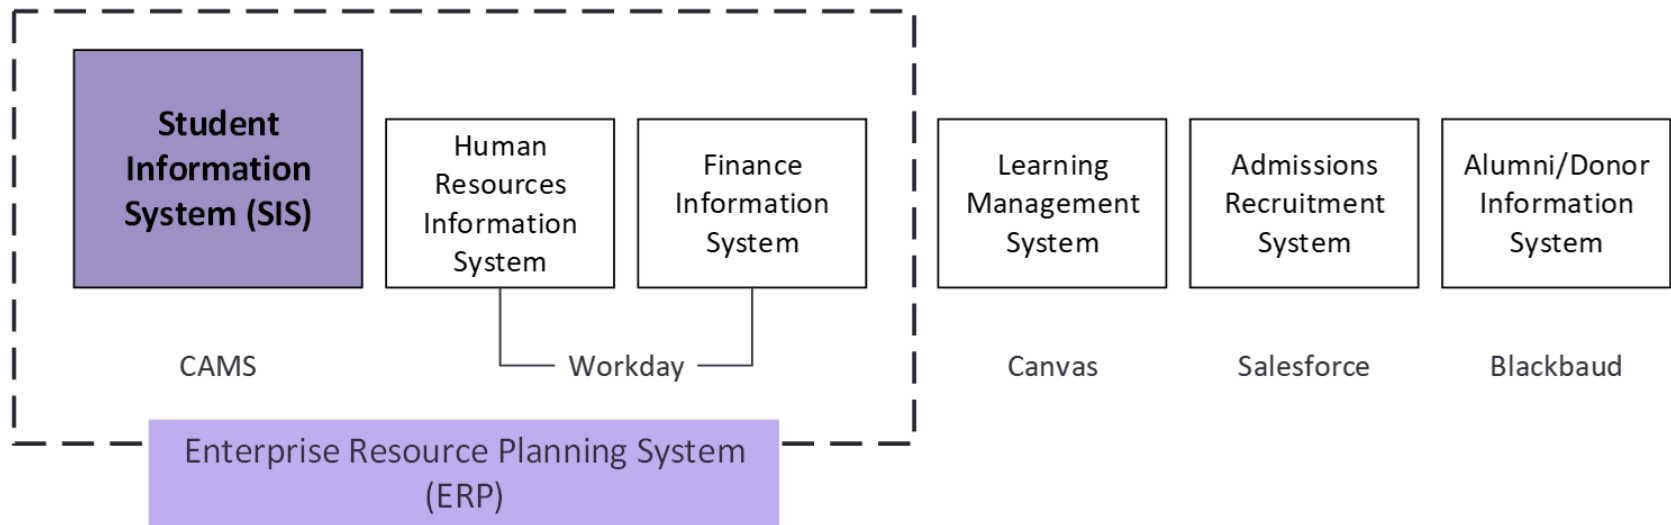 Student
Information
System (SIS)
Human
Resources
Information
System
Finance
Information
System
Learning
Management
System
Admissions
Recruitment
System
Alumni/Donor
Information
System
CAMS
Workday
Canvas
Salesforce
Blackbaud
Enterprise Resource Planning System
(ERP)